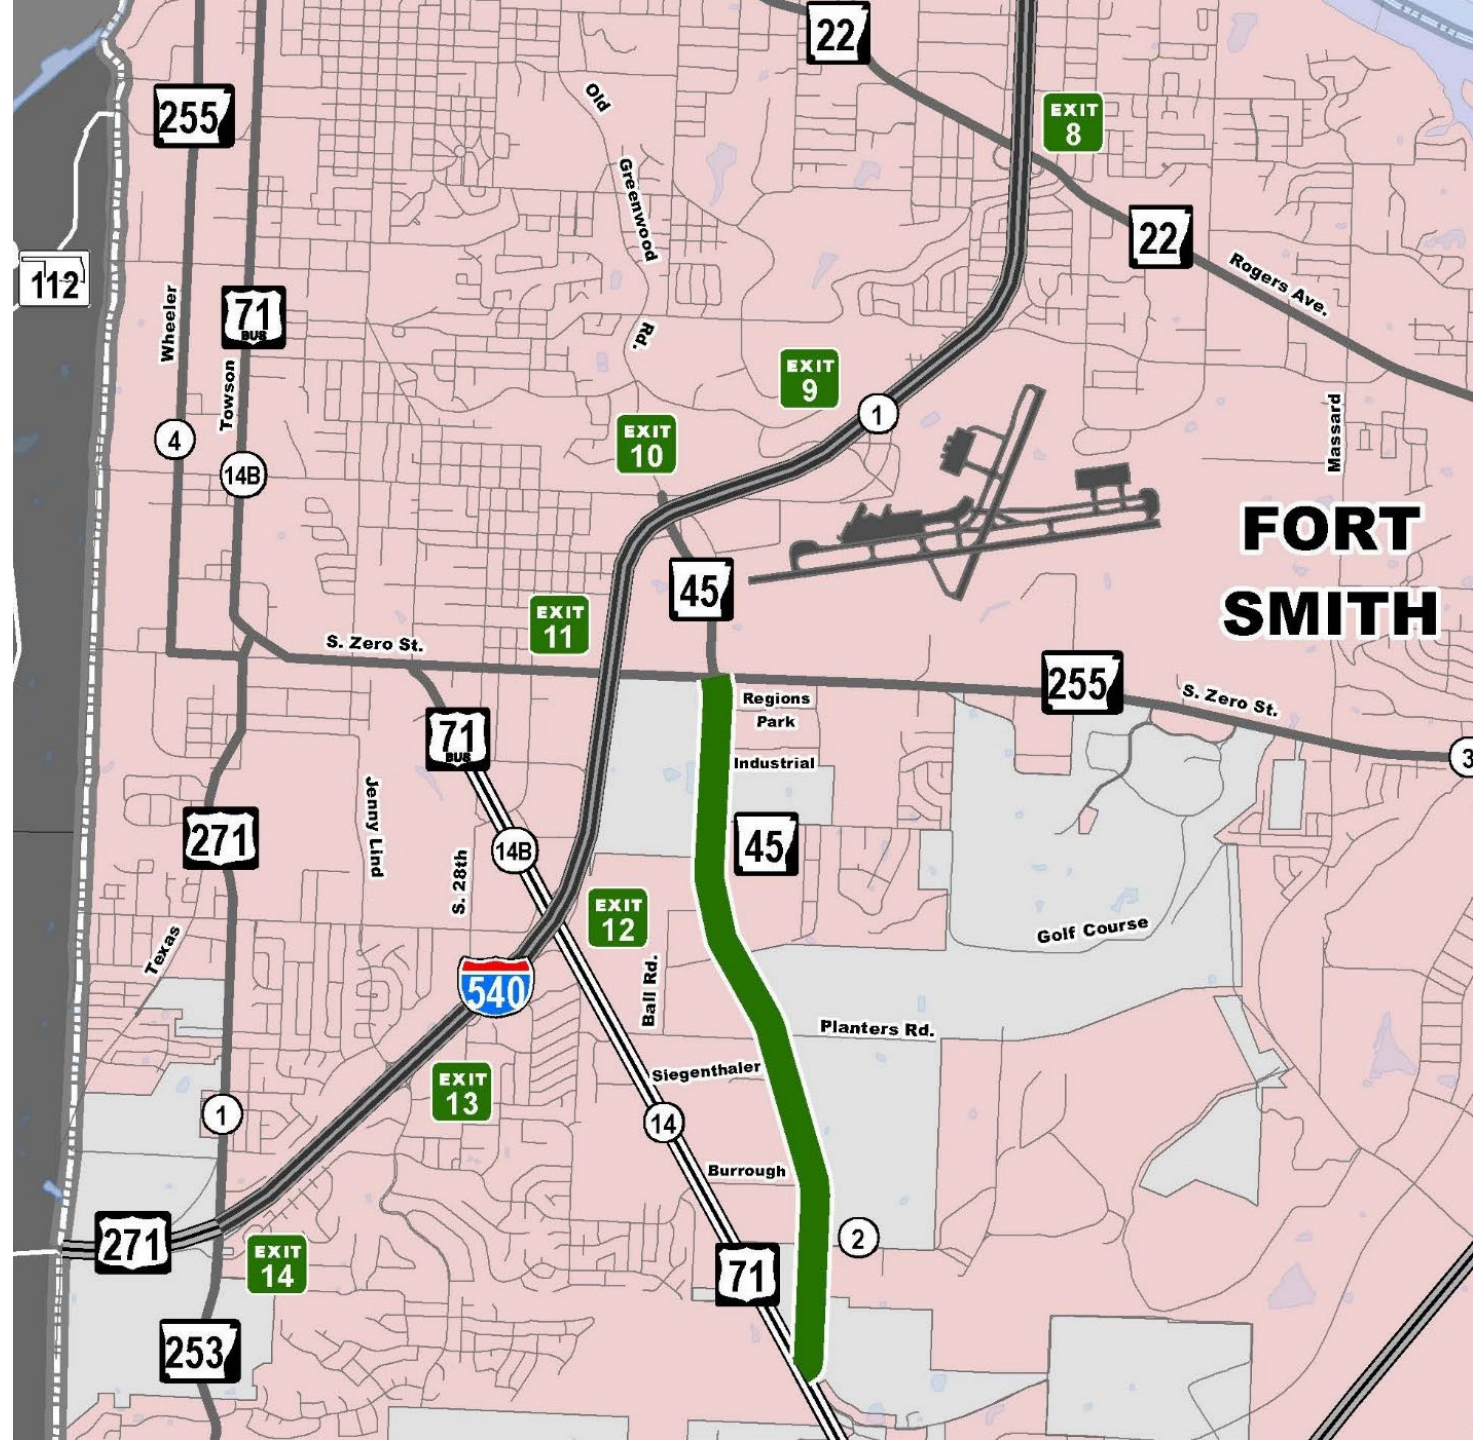 22
255
Old
EXIT
8
Greenwood
22
112
Rogers Ave.
Wheeler
71
BUS
Rd.
EXIT
9
Towson
1
Massard
4
EXIT
10
14B
FORT
SMITH
45
EXIT
11
S. Zero St.
255
S. Zero St.
Regions
Park
71
BUS
Industrial
3
Jenny Lind
271
45
14B
S. 28th
EXIT
12
Golf Course
Texas
540
Ball Rd.
Planters Rd.
Siegenthaler
EXIT
13
1
14
Burrough
271
2
EXIT
14
71
253